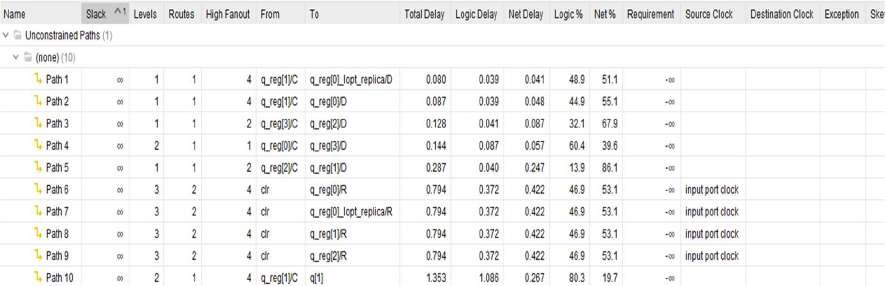 Name Slack ^1 Levels Routes High Fanout From To Total Delay Logic Delay Net Delay Logic % Net % Requirement Source Clock Destination Clock Exception Ske
Unconstrained Paths (1)
(none) (10)
Path 1 ∞ 1 1 4 q_reg[1]/C q_reg[0]_lopt_replica/D 0.080 0.039 0.041 48.9 51.1 -∞
Path 2 ∞ 1 1 4 q_reg[1]/C q_reg[0]/D 0.087 0.039 0.048 44.9 55.1 -∞
Path 3 ∞ 1 1 2 q_reg[3]/C q_reg[2]/D 0.128 0.041 0.087 32.1 67.9 -∞
Path 4 ∞ 2 1 1 q_reg[0]/C q_reg[3]/D 0.144 0.087 0.057 60.4 39.6 -∞
Path 5 ∞ 1 1 2 q_reg[2]/C q_reg[1]/D 0.287 0.040 0.247 13.9 86.1 -∞
Path 6 ∞ 3 2 4 clr q_reg[0]/R 0.794 0.372 0.422 46.9 53.1 -∞ input port clock
Path 7 ∞ 3 2 4 clr q_reg[0]_lopt_replica/R 0.794 0.372 0.422 46.9 53.1 -∞ input port clock
Path 8 ∞ 3 2 4 clr q_reg[1]/R 0.794 0.372 0.422 46.9 53.1 -∞ input port clock
Path 9 ∞ 3 2 4 clr q_reg[2]/R 0.794 0.372 0.422 46.9 53.1 -∞ input port clock
Path 10 ∞ 2 1 4 q_reg[1]/C q[1] 1.353 1.086 0.267 80.3 19.7 -∞